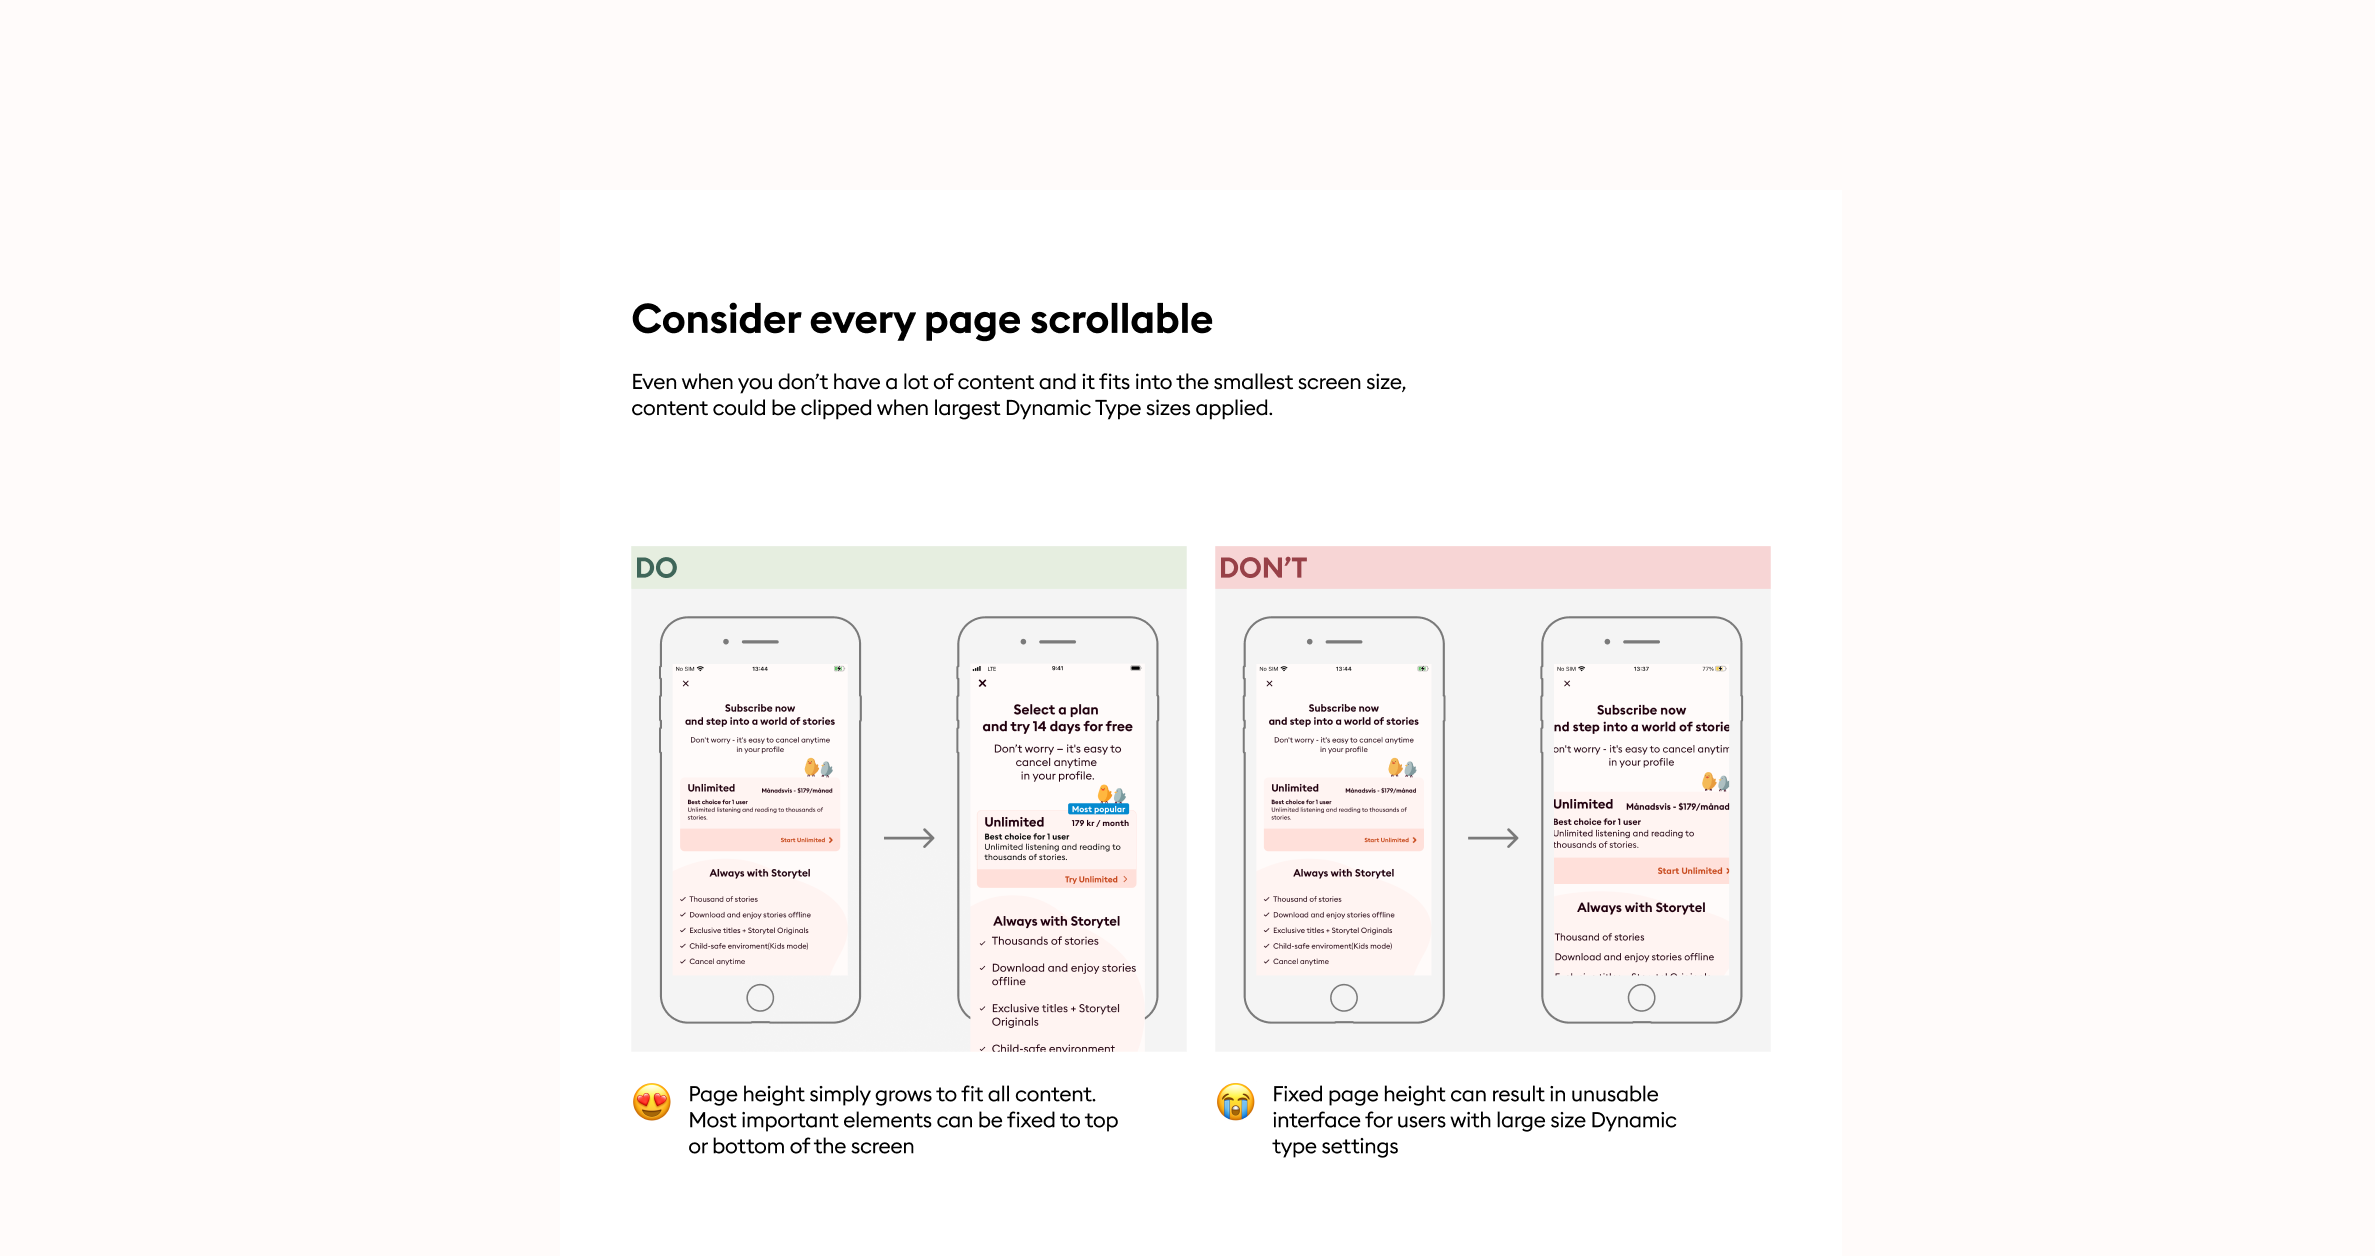 Consider every page scrollable
Even when you don’t have a lot of content and it fits into the smallest screen size,
content could be clipped when largest Dynamic Type sizes applied.
DO
No SIM 13:44
Subscribe now
and step into a world of stories
Don't worry - it's easy to cancel anytime
in your profile
Unlimited
Månadsvis - $179/månad
Best choice for 1 user
Unlimited listening and reading to thousands of
stories.
Start Unlimited
Always with Storytel
Thousand of stories
Download and enjoy stories offline
Exclusive titles + Storytel Originals
Child-safe enviroment(Kids mode)
Cancel anytime
LTE 9:41
Select a plan
and try 14 days for free
Don’t worry – it's easy to
cancel anytime
in your profile.
Most popular
Unlimited
179 kr / month
Best choice for 1 user
Unlimited listening and reading to
thousands of stories.
Try Unlimited
Always with Storytel
Thousands of stories
Download and enjoy stories
offline
Exclusive titles + Storytel
Originals
Child-safe environment
😍 Page height simply grows to fit all content.
Most important elements can be fixed to top
or bottom of the screen
DON’T
No SIM 13:44
Subscribe now
and step into a world of stories
Don't worry - it's easy to cancel anytime
in your profile
Unlimited
Månadsvis - $179/månad
Best choice for 1 user
Unlimited listening and reading to thousands of
stories.
Start Unlimited
Always with Storytel
Thousand of stories
Download and enjoy stories offline
Exclusive titles + Storytel Originals
Child-safe enviroment(Kids mode)
Cancel anytime
No SIM 13:37 77%
Subscribe now
nd step into a world of storie
on't worry - it's easy to cancel anytim
in your profile
Unlimited
Månadsvis - $179/månad
Best choice for 1 user
Unlimited listening and reading to
thousands of stories.
Start Unlimited
Always with Storytel
Thousand of stories
Download and enjoy stories offline
😭 Fixed page height can result in unusable
interface for users with large size Dynamic
type settings